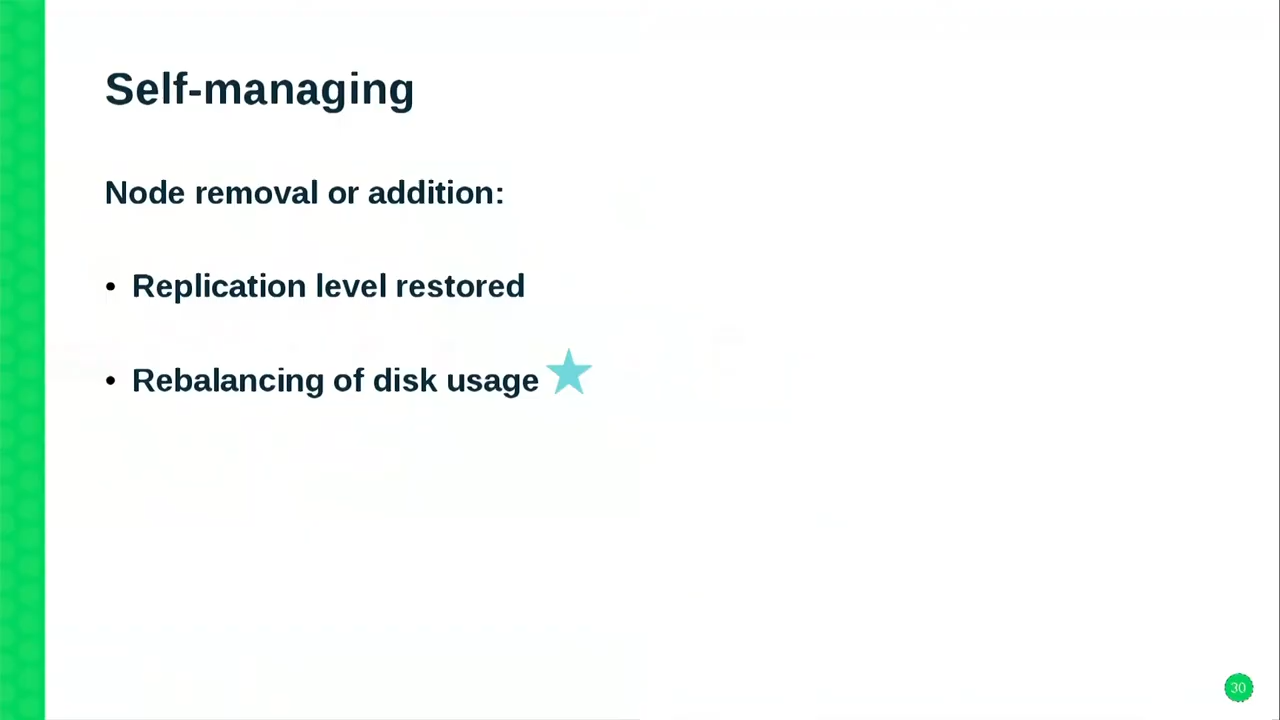 Self-managing
Node removal or addition:
• Replication level restored
• Rebalancing of disk usage
30